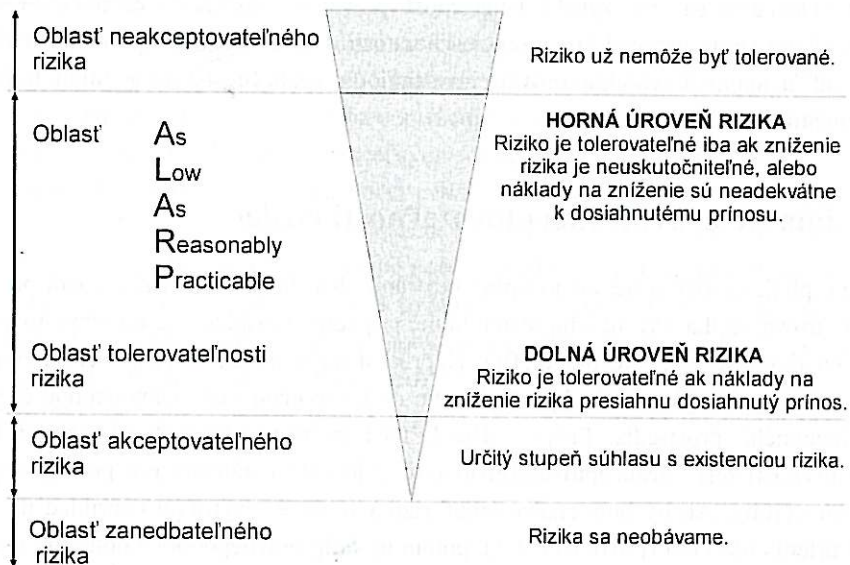 Oblasť neakceptovateľného
rizika
Riziko už nemôže byť tolerované.
Oblasť
As
Low
As
Reasonably
Practicable
HORNÁ ÚROVEŇ RIZIKA
Riziko je tolerovateľné iba ak zníženie
rizika je neuskutočniteľné, alebo
náklady na zníženie sú neadekvátne
k dosiahnutému prínosu.
Oblasť tolerovateľnosti
rizika
DOLNÁ ÚROVEŇ RIZIKA
Riziko je tolerovateľné ak náklady na
zníženie rizika presiahnu dosiahnutý prínos.
Oblasť akceptovateľného
rizika
Určitý stupeň súhlasu s existenciou rizika.
Oblasť zanedbateľného
rizika
Rizika sa neobávame.